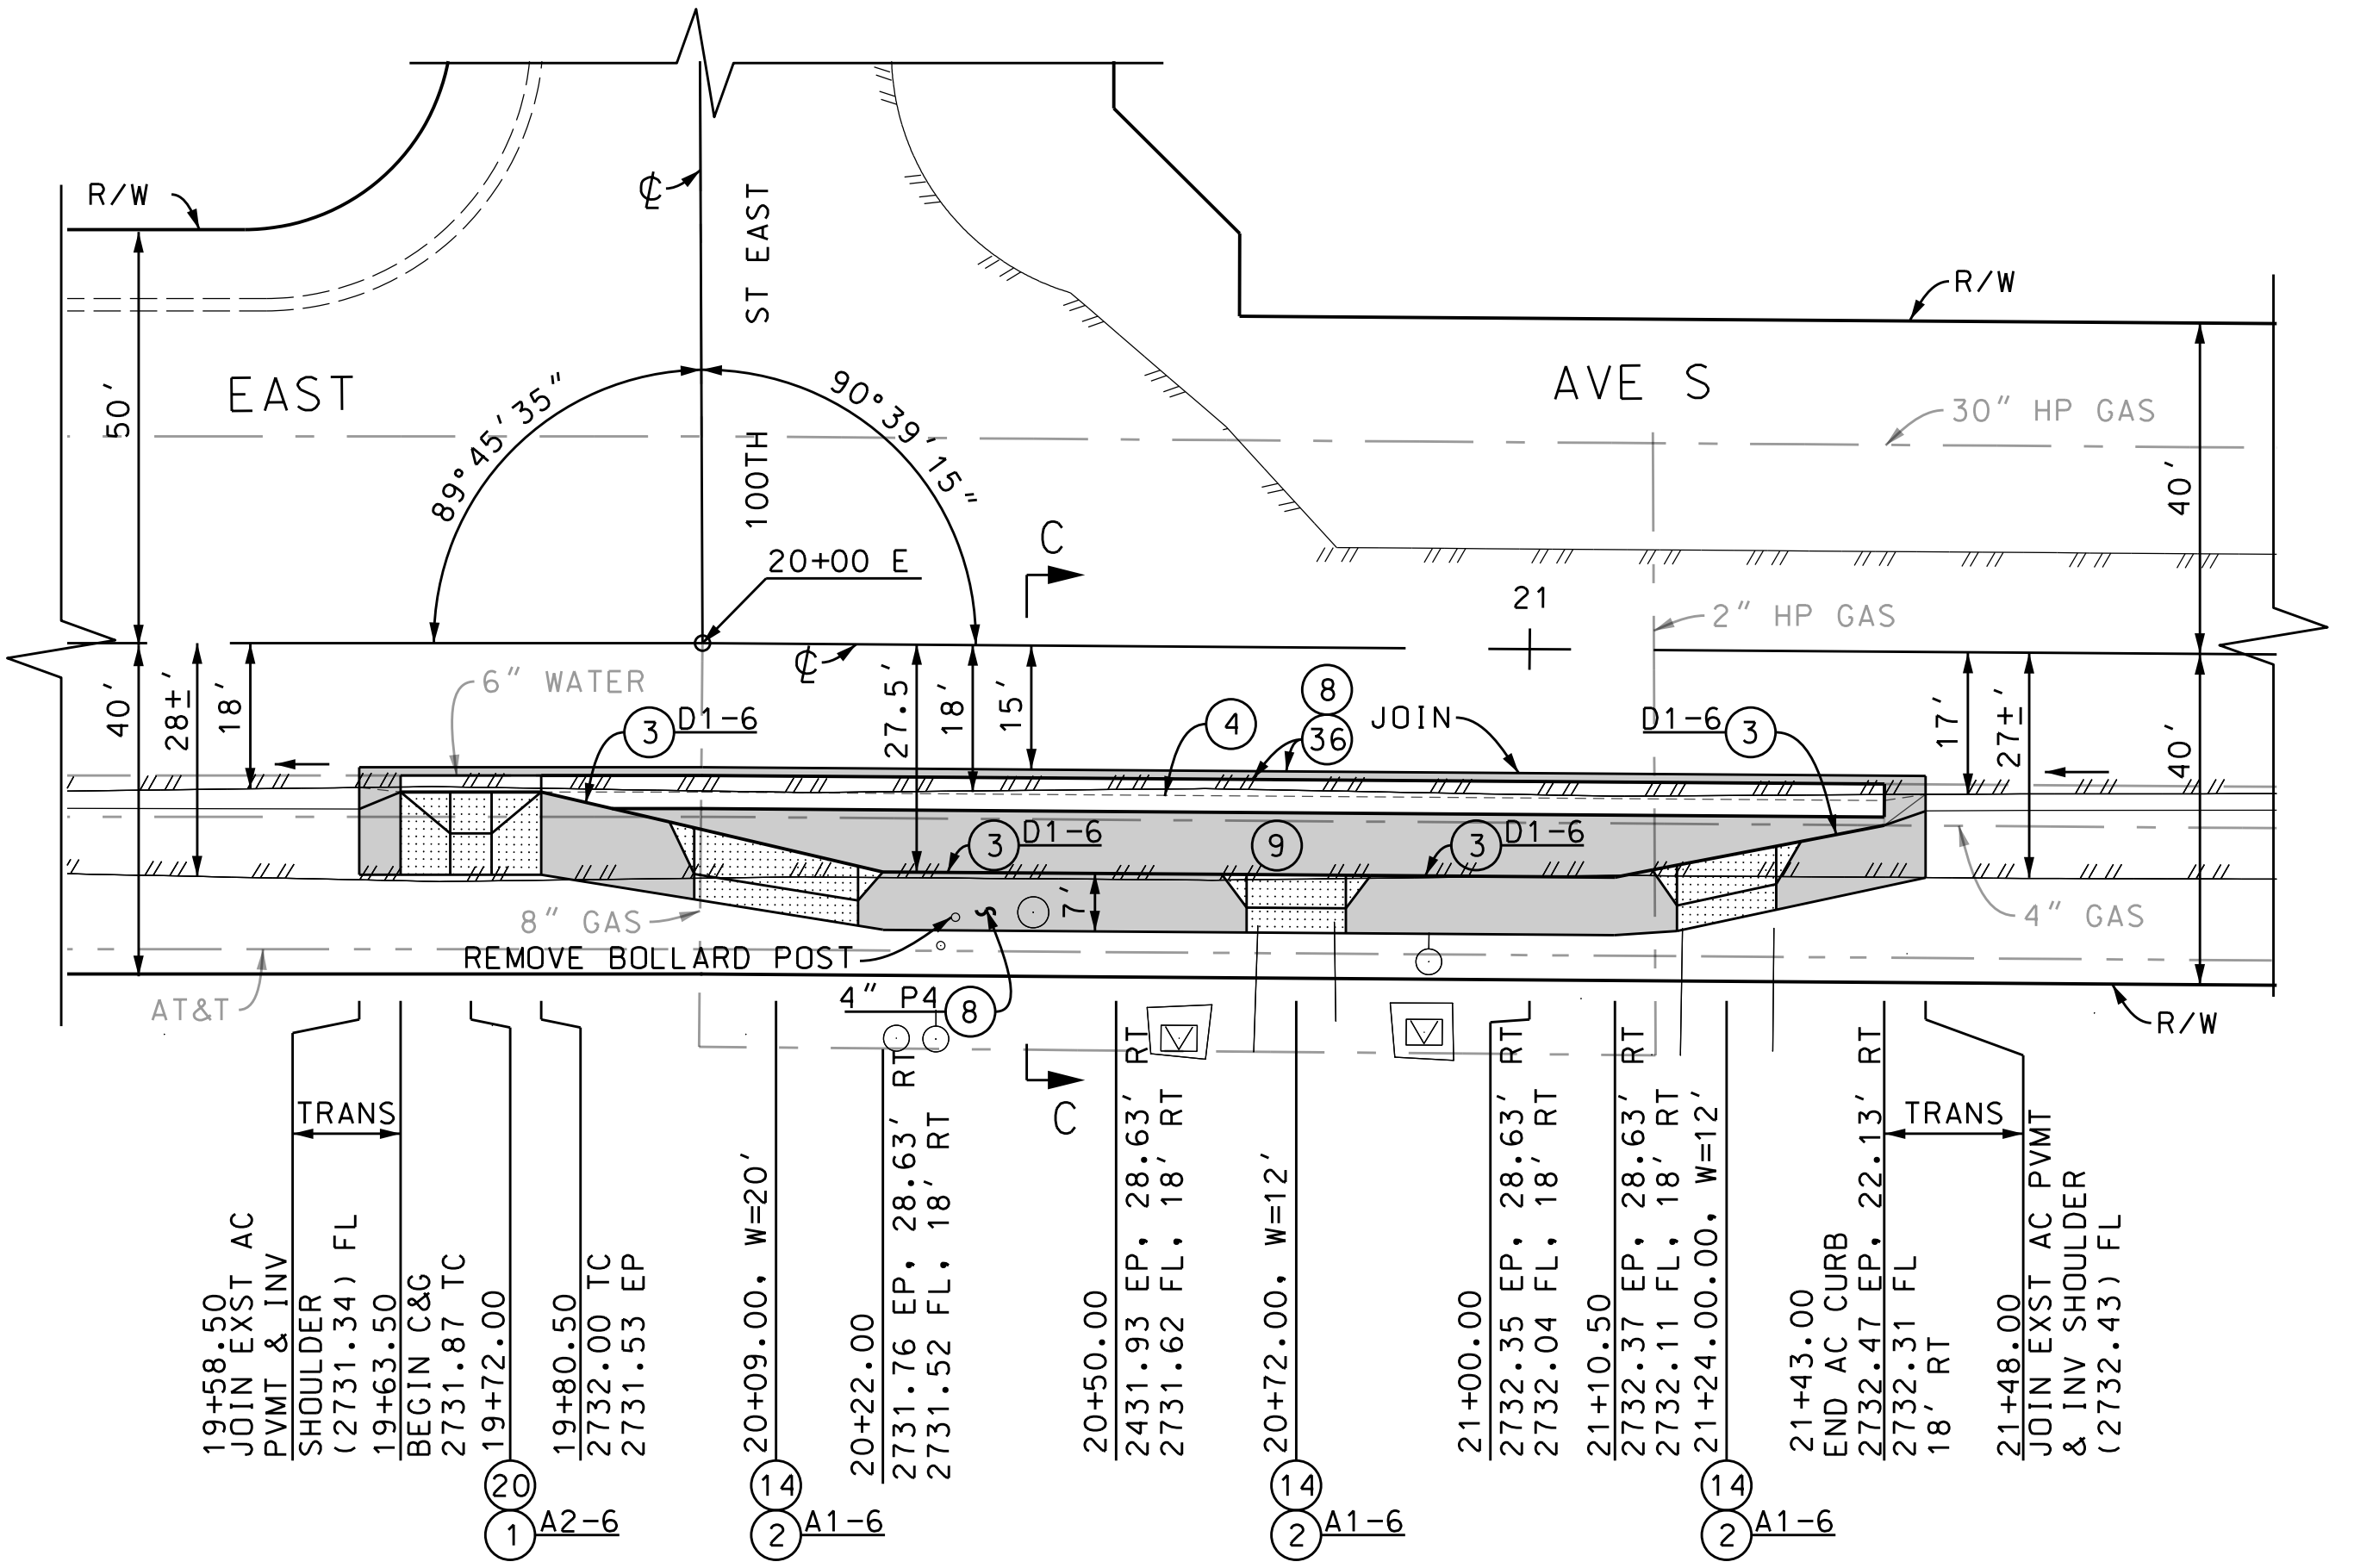 R/W
℄
ST EAST
100TH
R/W
50'
EAST
89°45'35"
90°39'15"
AVE S
30" HP GAS
40'
20+00 E
C
21
2" HP GAS
℄
6" WATER
40'
28±'
18'
3 D1-6
27.5'
18'
15'
4
8
36
JOIN
D1-6 3
17'
27±'
40'
3 D1-6
9
3 D1-6
7'
8" GAS
4" GAS
REMOVE BOLLARD POST
S
AT&T
4" P4 8
R/W
C
TRANS
TRANS
19+58.50
JOIN EXST AC
PVMT & INV
SHOULDER
(2731.34) FL
19+63.50
BEGIN C&G
2731.87 TC
19+72.00
19+80.50
2732.00 TC
2731.53 EP
20+09.00, W=20'
20+22.00
2731.76 EP, 28.63' RT
2731.52 FL, 18' RT
20+50.00
2431.93 EP, 28.63' RT
2731.62 FL, 18' RT
20+72.00, W=12'
21+00.00
2732.35 EP, 28.63' RT
2732.04 FL, 18' RT
21+10.50
2732.37 EP, 28.63' RT
2732.11 FL, 18' RT
21+24.00.00, W=12'
21+43.00
END AC CURB
2732.47 EP, 22.13' RT
2732.31 FL
18' RT
21+48.00
JOIN EXST AC PVMT
& INV SHOULDER
(2732.43) FL
20
1 A2-6
14
2 A1-6
14
2 A1-6
14
2 A1-6